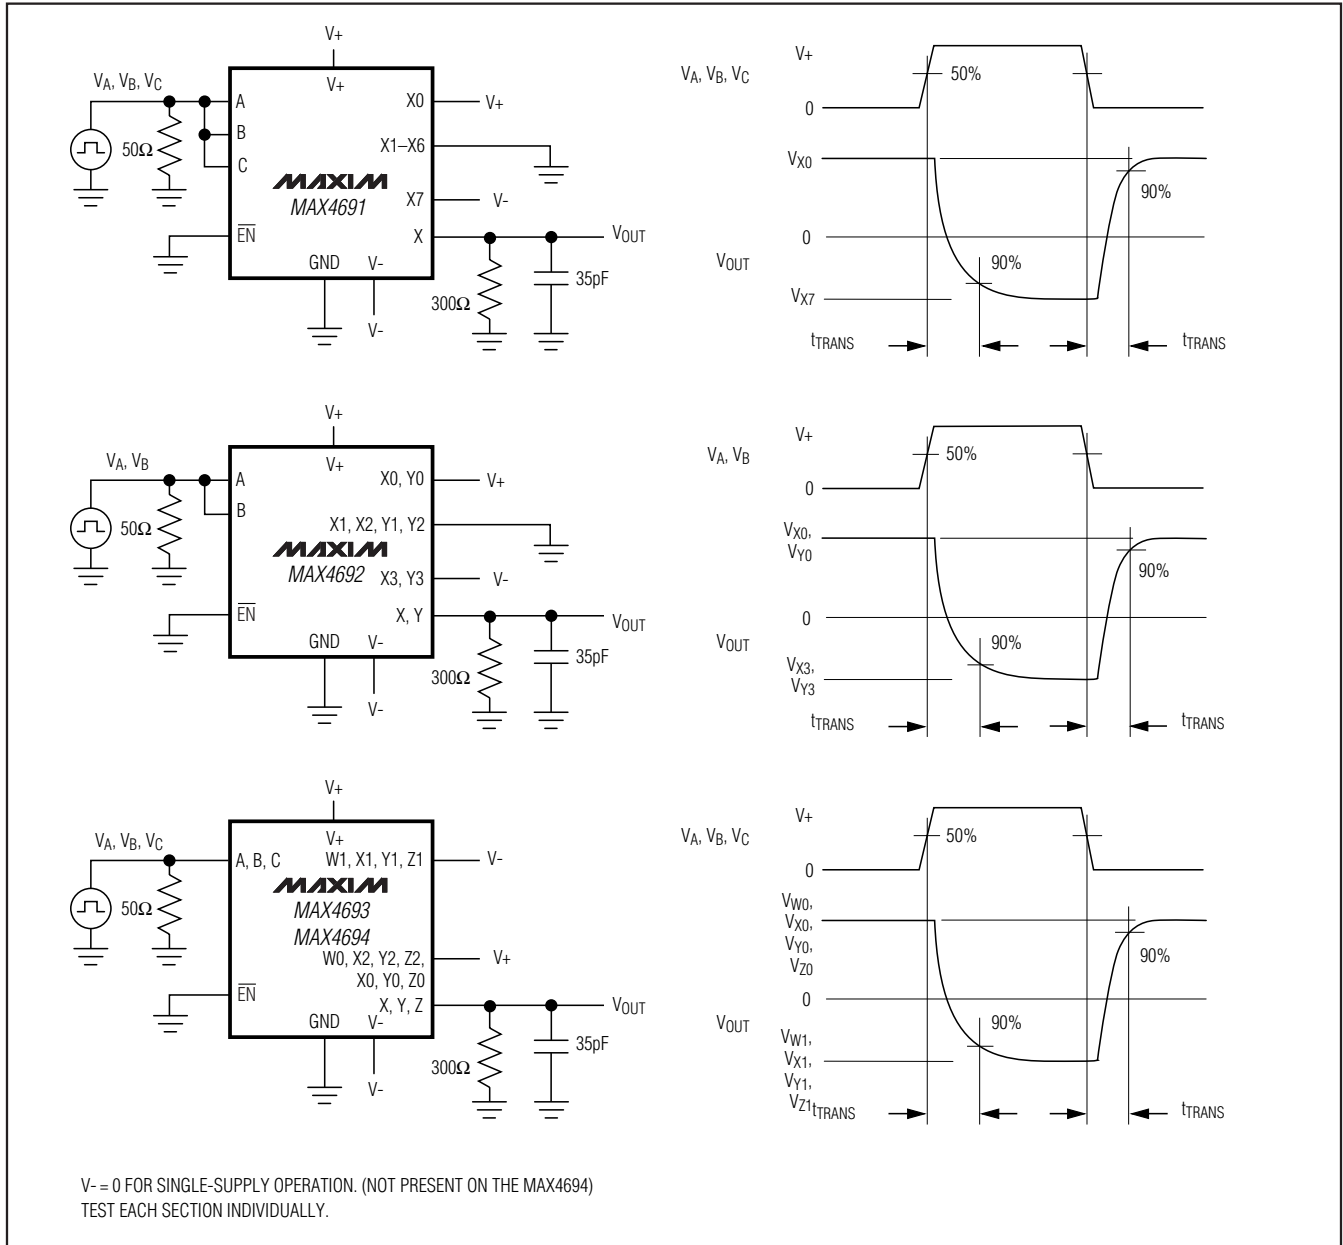 V+
VA, VB, VC
V+
A
X0
V+
50Ω
B
X1–X6
C
MAXIM
MAX4691
X7
V-
EN
X
VOUT
GND
V-
300Ω
35pF
V-
V+
VA, VB, VC
50%
0
VX0
90%
0
VOUT
90%
VX7
tTRANS
tTRANS
V+
VA, VB
V+
A
X0, Y0
V+
B
50Ω
X1, X2, Y1, Y2
MAXIM
MAX4692
X3, Y3
V-
EN
X, Y
VOUT
GND
V-
300Ω
35pF
V-
V+
VA, VB
50%
0
VX0,
VY0
90%
0
VOUT
90%
VX3,
VY3
tTRANS
tTRANS
V+
VA, VB, VC
V+
A, B, C
W1, X1, Y1, Z1
V-
MAXIM
50Ω
MAX4693
MAX4694
W0, X2, Y2, Z2,
V+
X0, Y0, Z0
EN
X, Y, Z
VOUT
GND
V-
300Ω
35pF
V-
V+
VA, VB, VC
50%
0
VW0,
VX0,
VY0,
VZ0
90%
0
VOUT
90%
VW1,
VX1,
VY1,
VZ1
tTRANS
tTRANS
V- = 0 FOR SINGLE-SUPPLY OPERATION. (NOT PRESENT ON THE MAX4694)
TEST EACH SECTION INDIVIDUALLY.